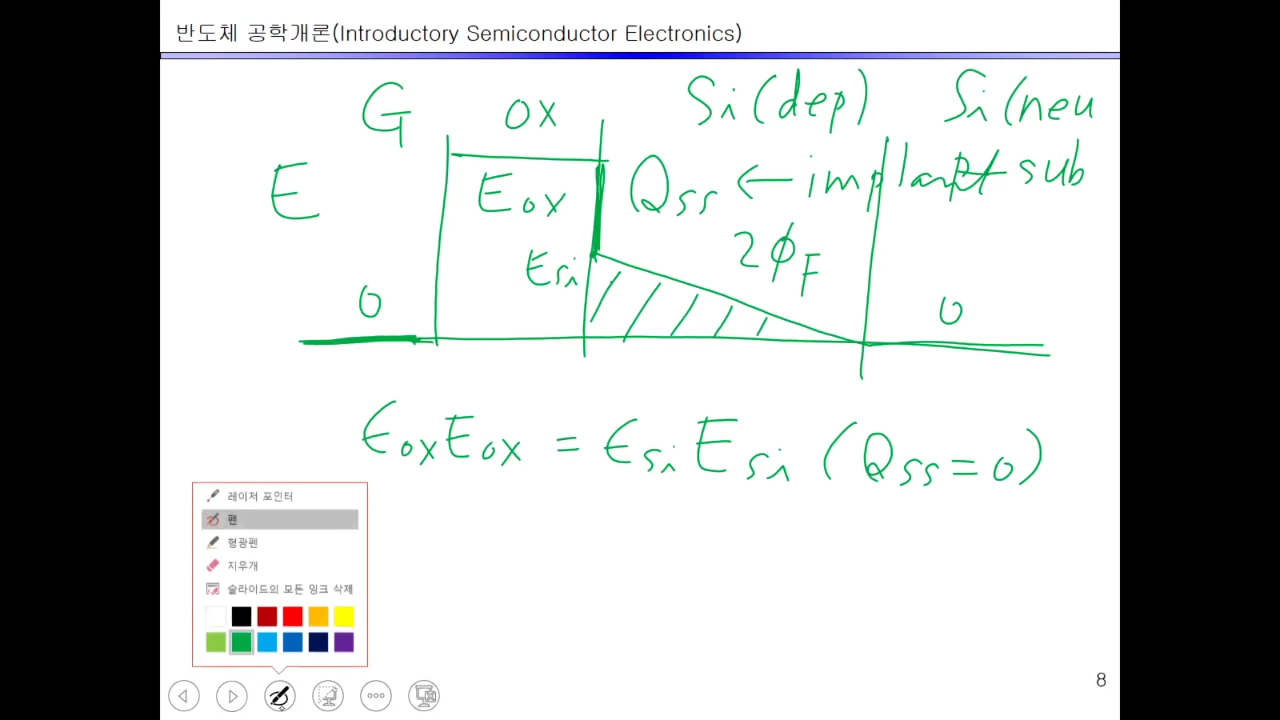 반도체 공학개론(Introductory Semiconductor Electronics)
G ox Si(dep) Si(neu
E Eox Qss ← implant sub
Esi 2ϕF
0 0
ϵoxEox = ϵsiEsi (Qss=0)
레이저 포인터
펜
형광펜
지우개
슬라이드의 모든 잉크 삭제
8